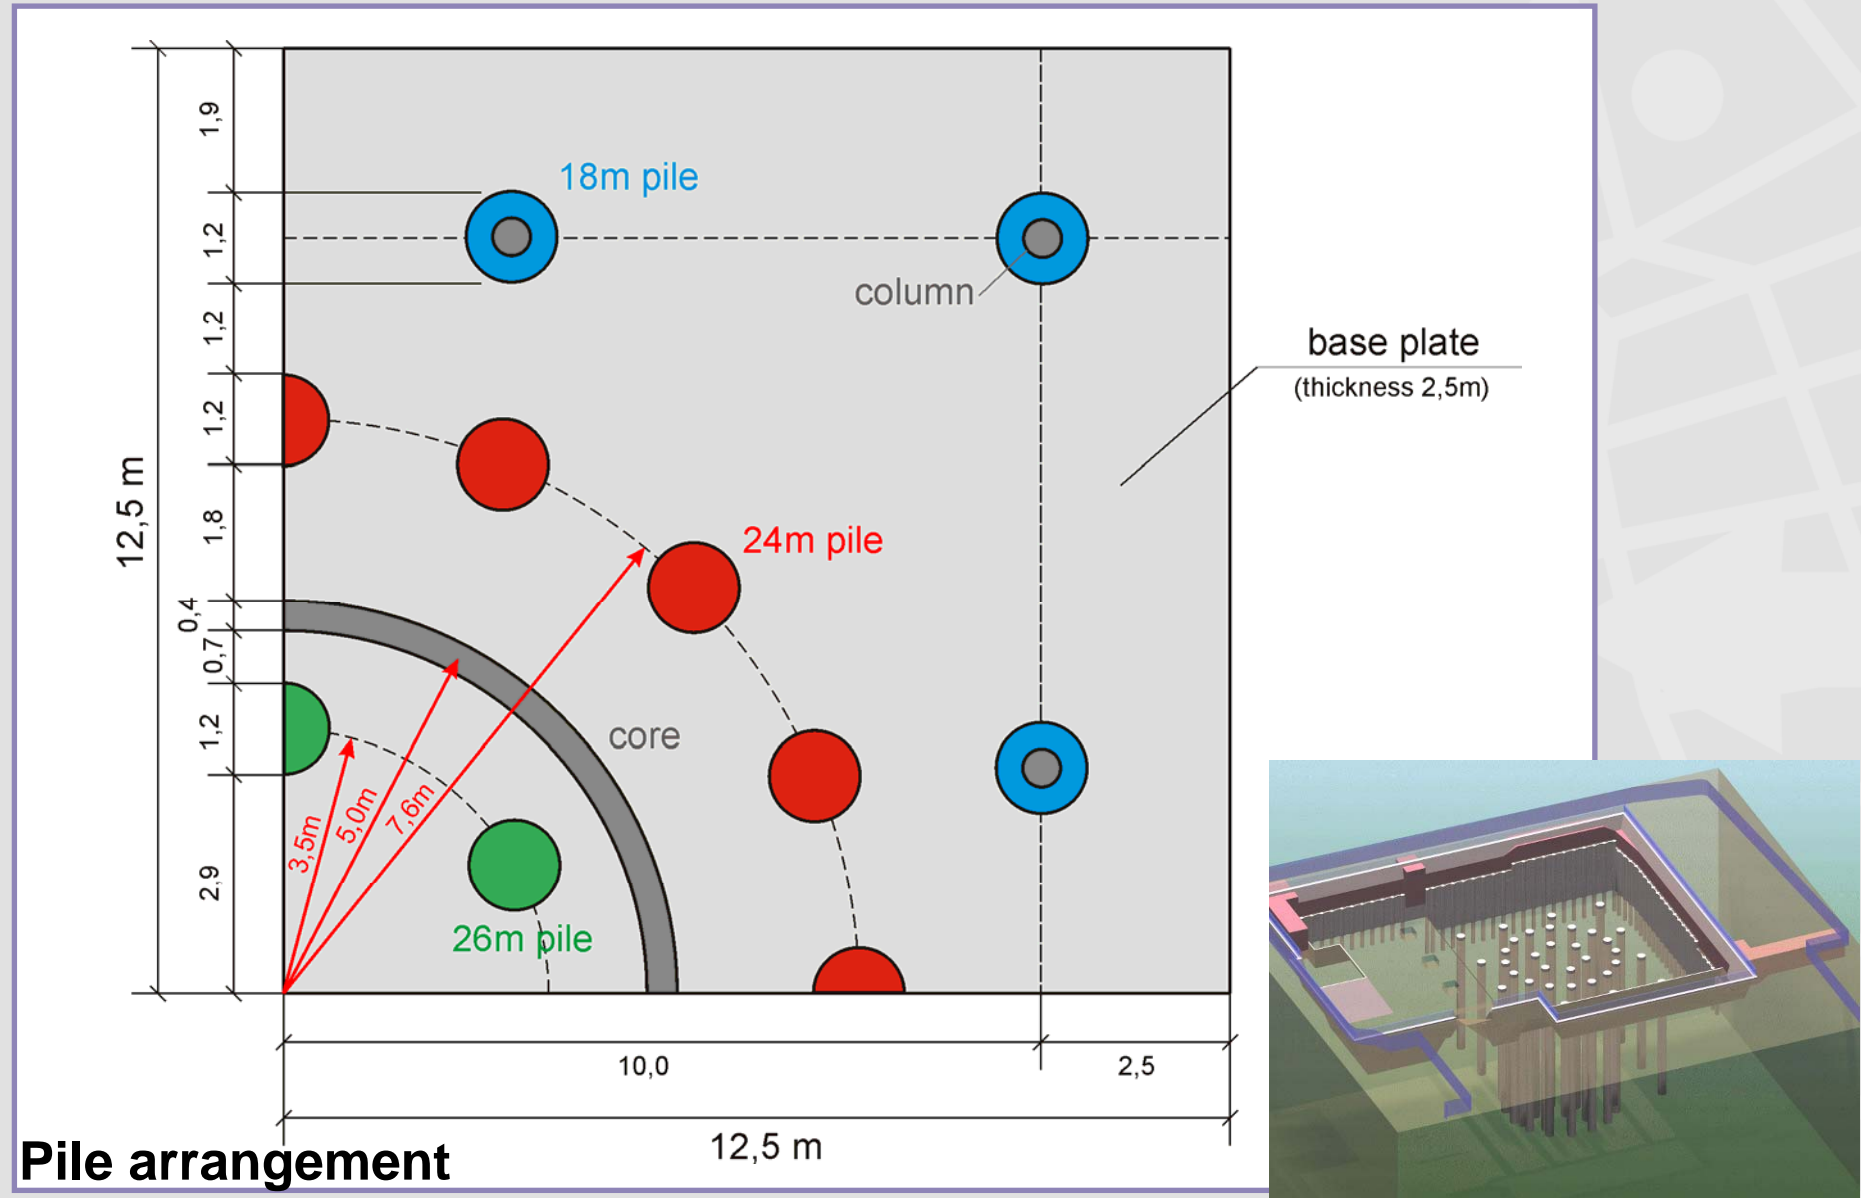 1,9
18m pile
1,2
column
1,2
base plate
(thickness 2,5m)
1,2
12,5 m
1,8
24m pile
0,4
0,7
core
1,2
3,5m
5,0m
7,6m
2,9
26m pile
10,0
2,5
12,5 m
Pile arrangement